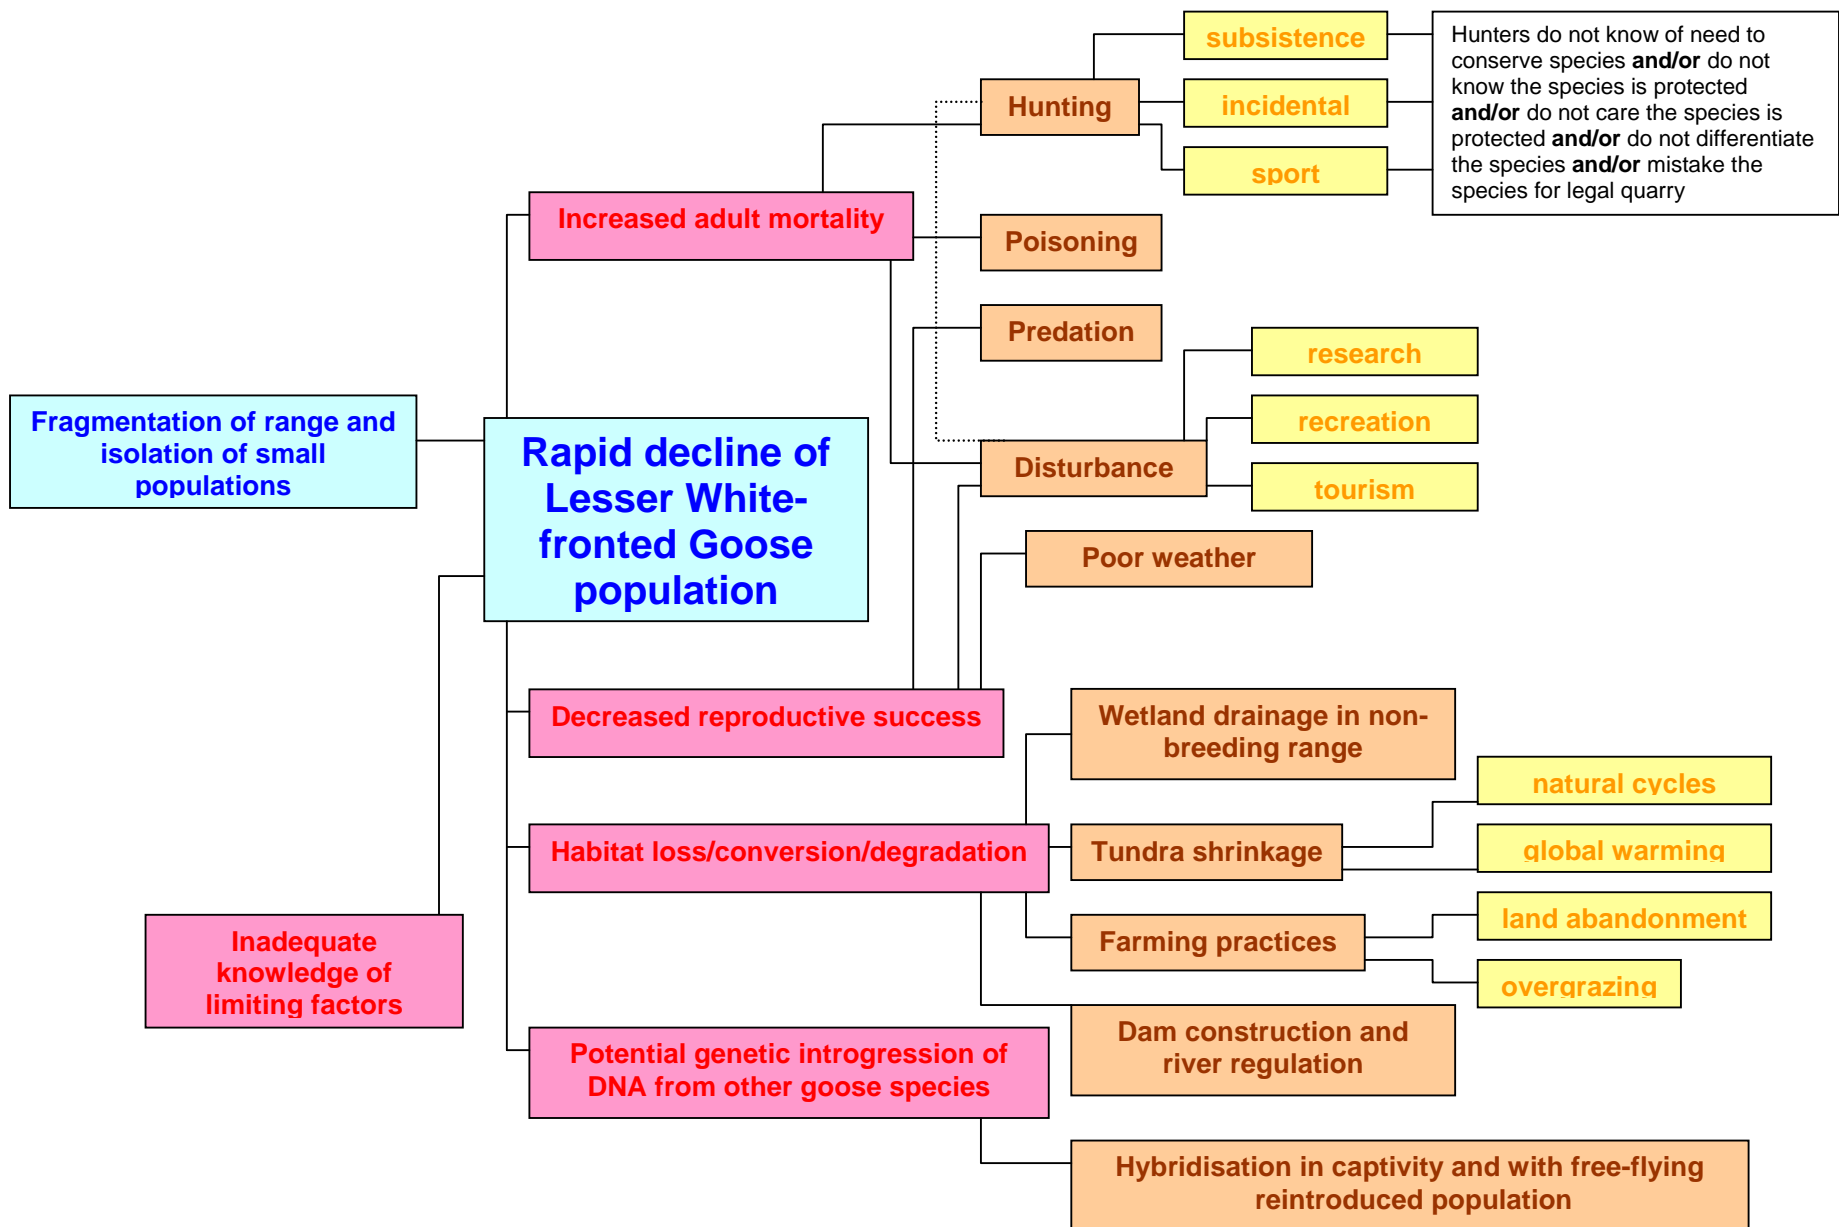 subsistence
Hunters do not know of need to
conserve species and/or do not
know the species is protected
and/or do not care the species is
protected and/or do not differentiate
the species and/or mistake the
species for legal quarry
Hunting
incidental
sport
Increased adult mortality
Poisoning
Predation
research
Fragmentation of range and
isolation of small
populations
recreation
Rapid decline of
Lesser White-
fronted Goose
population
Disturbance
tourism
Poor weather
Decreased reproductive success
Wetland drainage in non-
breeding range
natural cycles
Habitat loss/conversion/degradation
Tundra shrinkage
global warming
land abandonment
Inadequate
knowledge of
limiting factors
Farming practices
overgrazing
Dam construction and
river regulation
Potential genetic introgression of
DNA from other goose species
Hybridisation in captivity and with free-flying
reintroduced population